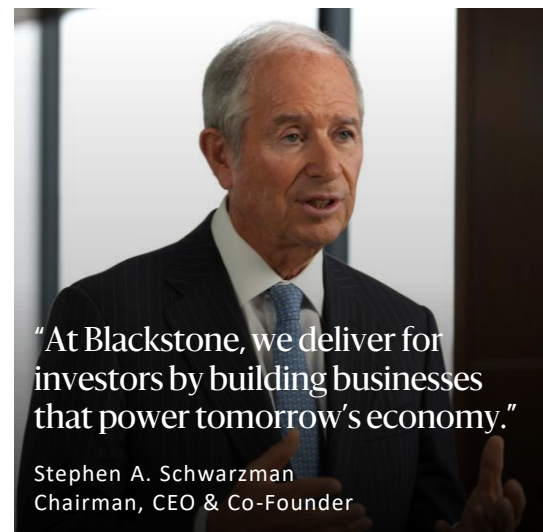 “At Blackstone, we deliver for
investors by building businesses
that power tomorrow’s economy.”
Stephen A. Schwarzman
Chairman, CEO & Co-Founder